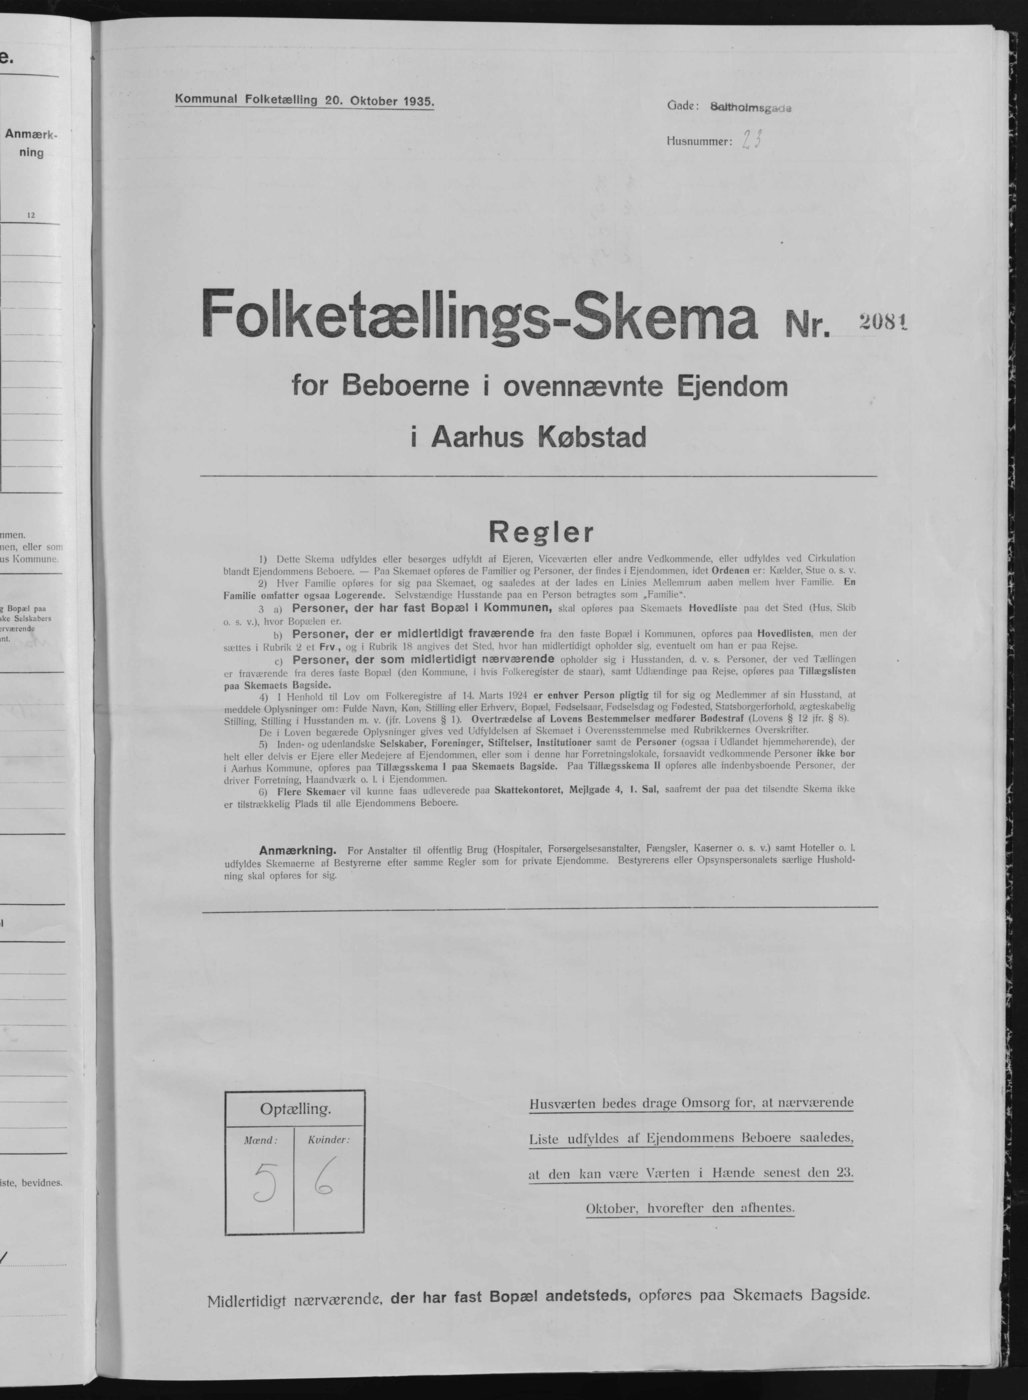 e.
Anmærk-
ning
12
nmen.
nen, eller som
us Kommune.
g Bopæl paa
ske Selskabers
ærværende
nt.
iste, bevidnes.
Kommunal Folketælling 20. Oktober 1935.
Gade: Saltholmsgade
Husnummer: 23
Folketællings-Skema Nr. 2081
for Beboerne i ovennævnte Ejendom
i Aarhus Købstad
Regler
1) Dette Skema udfyldes eller besørges udfyldt af Ejeren, Viceværten eller andre Vedkommende, eller udfyldes ved Cirkulation
blandt Ejendommens Beboere. — Paa Skemaet opføres de Familier og Personer, der findes i Ejendommen, idet Ordenen er: Kælder, Stue o. s. v.
2) Hver Familie opføres for sig paa Skemaet, og saaledes at der lades en Linies Mellemrum aaben mellem hver Familie. En
Familie omfatter ogsaa Logerende. Selvstændige Husstande paa en Person betragtes som „Familie“.
3 a) Personer, der har fast Bopæl i Kommunen, skal opføres paa Skemaets Hovedliste paa det Sted (Hus, Skib
o. s. v.), hvor Bopælen er.
b) Personer, der er midlertidigt fraværende fra den faste Bopæl i Kommunen, opføres paa Hovedlisten, men der
sættes i Rubrik 2 et Frv., og i Rubrik 18 angives det Sted, hvor han midlertidigt opholder sig, eventuelt om han er paa Rejse.
c) Personer, der som midlertidigt nærværende opholder sig i Husstanden, d. v. s. Personer, der ved Tællingen
er fraværende fra deres faste Bopæl (den Kommune, i hvis Folkeregister de staar), samt Udlændinge paa Rejse, opføres paa Tillægslisten
paa Skemaets Bagside.
4) I Henhold til Lov om Folkeregistre af 14. Marts 1924 er enhver Person pligtig til for sig og Medlemmer af sin Husstand, at
meddele Oplysninger om: Fulde Navn, Køn, Stilling eller Erhverv, Bopæl, Fødselsaar, Fødselsdag og Fødested, Statsborgerforhold, ægteskabelig
Stilling, Stilling i Husstanden m. v. (jfr. Lovens § 1). Overtrædelse af Lovens Bestemmelser medfører Bødestraf (Lovens § 12 jfr. § 8).
De i Loven begærede Oplysninger gives ved Udfyldelsen af Skemaet i Overensstemmelse med Rubrikkernes Overskrifter.
5) Inden- og udenlandske Selskaber, Foreninger, Stiftelser, Institutioner samt de Personer (ogsaa i Udlandet hjemmehørende), der
helt eller delvis er Ejere eller Medejere af Ejendommen, eller som i denne har Forretningslokale, forsaavidt vedkommende Personer ikke bor
i Aarhus Kommune, opføres paa Tillægsskema I paa Skemaets Bagside. Paa Tillægsskema II opføres alle indenbysboende Personer, der
driver Forretning, Haandværk o. l. i Ejendommen.
6) Flere Skemaer vil kunne faas udleverede paa Skattekontoret, Mejlgade 4, 1. Sal, saafremt der paa det tilsendte Skema ikke
er tilstrækkelig Plads til alle Ejendommens Beboere.
Anmærkning. For Anstalter til offentlig Brug (Hospitaler, Forsørgelsesanstalter, Fængsler, Kaserner o. s. v.) samt Hoteller o. l.
udfyldes Skemaerne af Bestyrerne efter samme Regler som for private Ejendomme. Bestyrerens eller Opsynspersonalets særlige Hushold-
ning skal opføres for sig.
Optælling.
Mænd: Kvinder:
5 6
Husværten bedes drage Omsorg for, at nærværende
Liste udfyldes af Ejendommens Beboere saaledes,
at den kan være Værten i Hænde senest den 23.
Oktober, hvorefter den afhentes.
Midlertidigt nærværende, der har fast Bopæl andetsteds, opføres paa Skemaets Bagside.